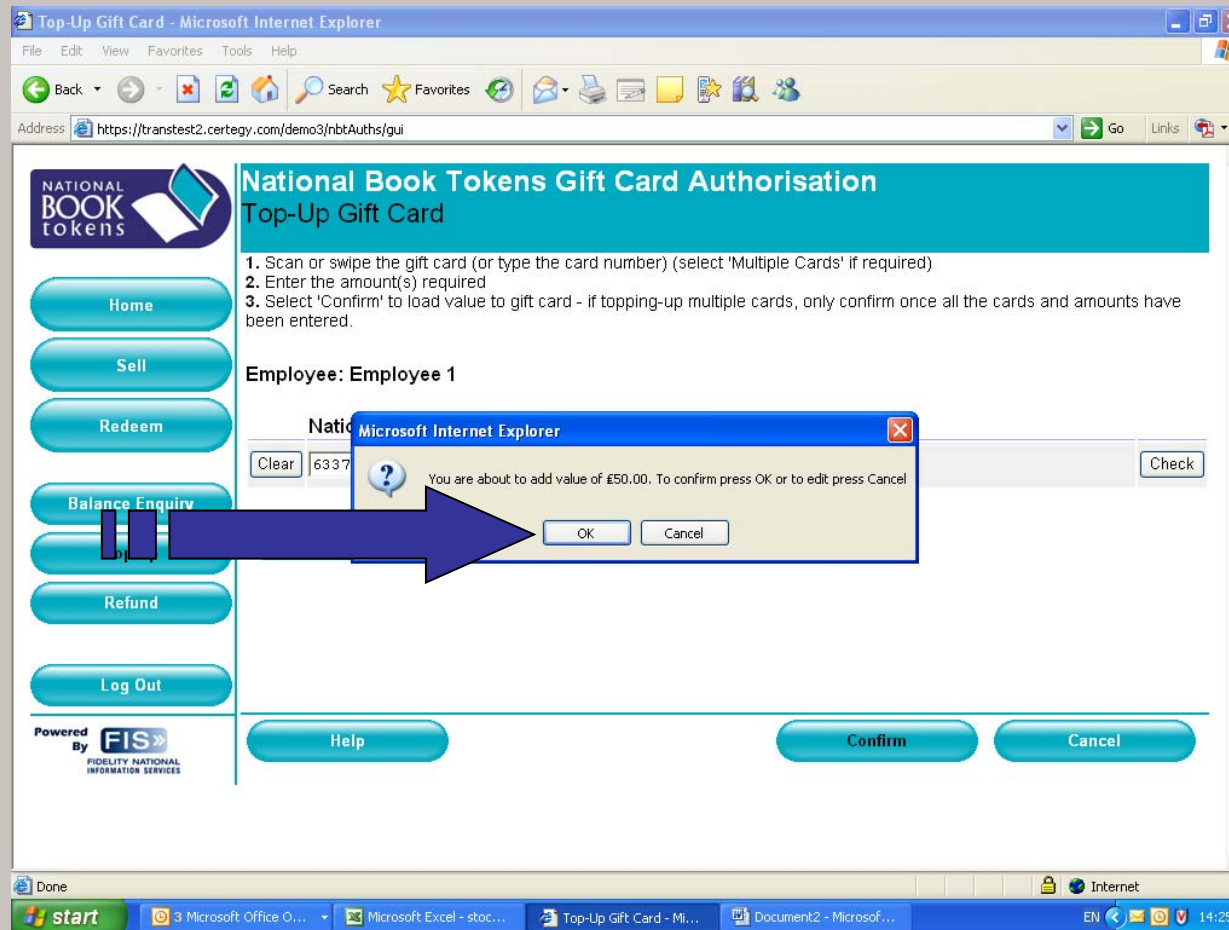 Top-Up Gift Card - Microsoft Internet Explorer
File Edit View Favorites Tools Help
Back Search Favorites
Address https://transtest2.certegy.com/demo3/nbtAuths/gui Go Links
NATIONAL
BOOK
tokens
National Book Tokens Gift Card Authorisation
Top-Up Gift Card
1. Scan or swipe the gift card (or type the card number) (select 'Multiple Cards' if required)
2. Enter the amount(s) required
3. Select 'Confirm' to load value to gift card - if topping-up multiple cards, only confirm once all the cards and amounts have
been entered.
Home
Sell
Employee: Employee 1
Redeem
Microsoft Internet Explorer
Clear 6337 Check
You are about to add value of £50.00. To confirm press OK or to edit press Cancel
Balance Enquiry
OK Cancel
Refund
Log Out
Powered
By FIS
FIDELITY NATIONAL
INFORMATION SERVICES
Help Confirm Cancel
Done Internet
start 3 Microsoft Office O... Microsoft Excel - stoc... Top-Up Gift Card - Mi... Document2 - Microsof... EN 14:25